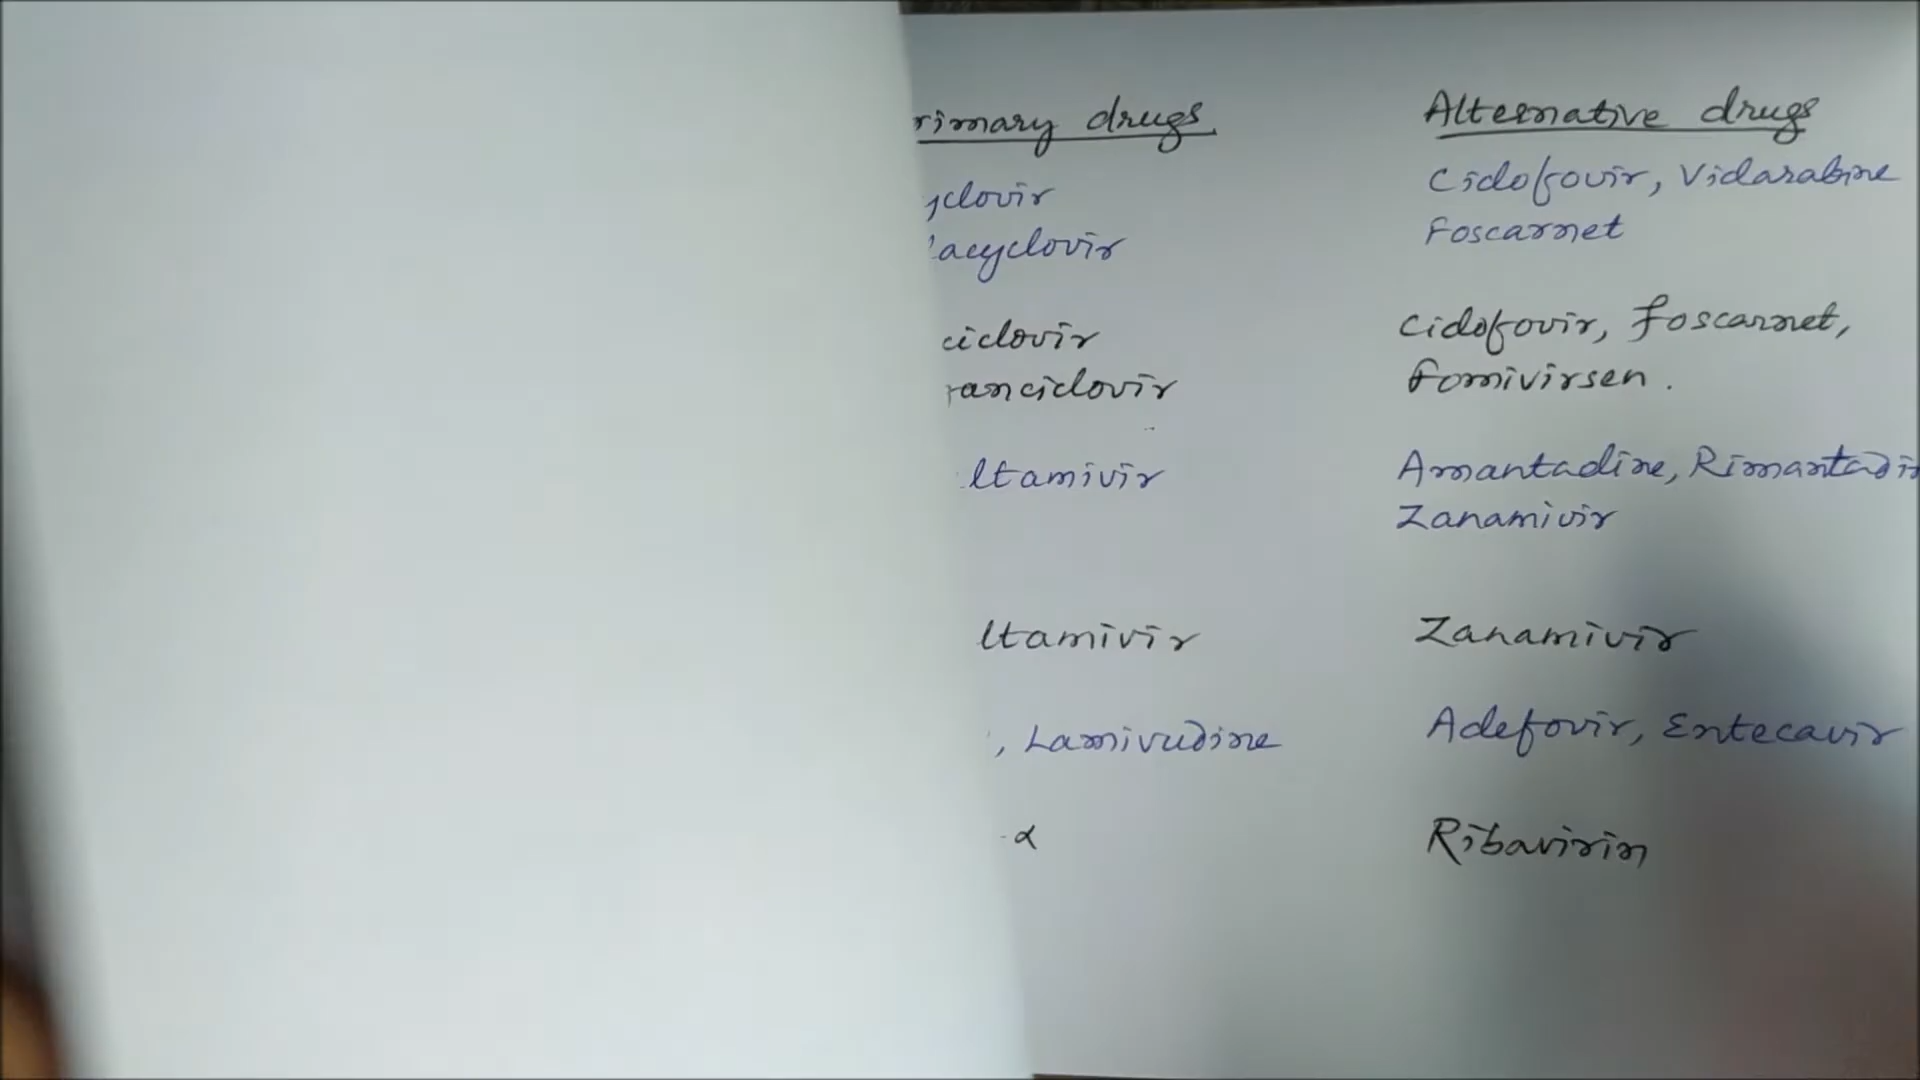 rimary drugs Alternative drugs
yclovir Cidofovir, Vidarabine
acyclovir Foscarnet
ciclovir Cidofovir, Foscarnet,
anciclovir Fomivirsen.
ltamivir Amantadine, Rimantadi
Zanamivir
ltamivir Zanamivir
, Lamivudine Adefovir, Entecavir
-α Ribavirin